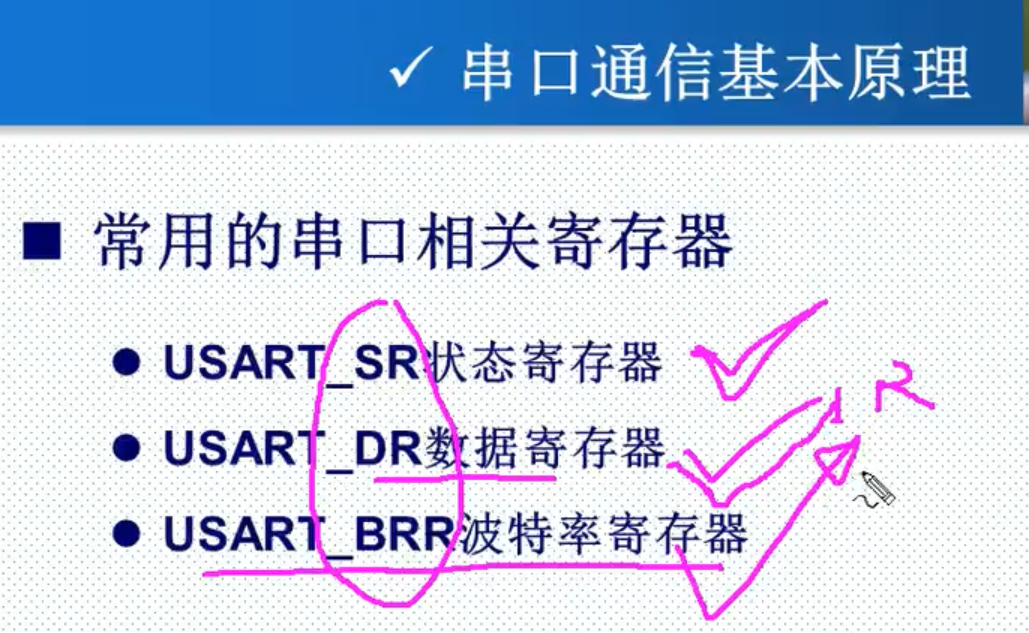 ✓ 串口通信基本原理
■ 常用的串口相关寄存器
● USART_SR状态寄存器
● USART_DR数据寄存器
● USART_BRR波特率寄存器